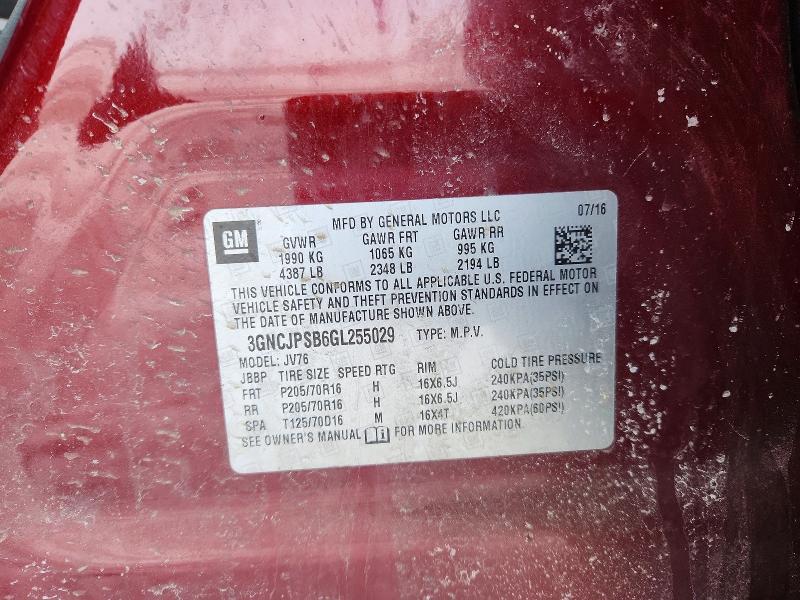 GM
MFD BY GENERAL MOTORS LLC 07/16
GVWR GAWR FRT GAWR RR
1990 KG 1065 KG 995 KG
4387 LB 2348 LB 2194 LB
THIS VEHICLE CONFORMS TO ALL APPLICABLE U.S. FEDERAL MOTOR
VEHICLE SAFETY AND THEFT PREVENTION STANDARDS IN EFFECT ON
THE DATE OF MANUFACTURE SHOWN ABOVE.
3GNCJPSB6GL255029 TYPE: M.P.V.
MODEL: JV76
JBBP TIRE SIZE SPEED RTG RIM COLD TIRE PRESSURE
FRT P205/70R16 H 16X6.5J 240KPA(35PSI)
RR P205/70R16 H 16X6.5J 240KPA(35PSI)
SPA T125/70D16 M 16X4T 420KPA(60PSI)
SEE OWNER'S MANUAL FOR MORE INFORMATION.